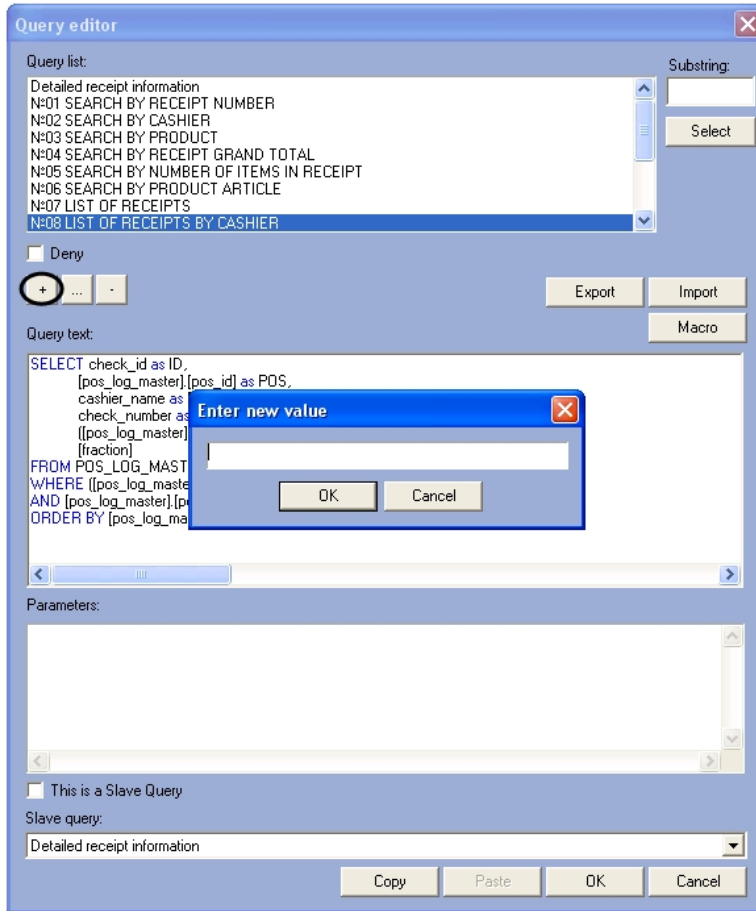 Query editor
Query list:
Substring:
Detailed receipt information
№01 SEARCH BY RECEIPT NUMBER
№02 SEARCH BY CASHIER
№03 SEARCH BY PRODUCT
№04 SEARCH BY RECEIPT GRAND TOTAL
№05 SEARCH BY NUMBER OF ITEMS IN RECEIPT
№06 SEARCH BY PRODUCT ARTICLE
№07 LIST OF RECEIPTS
№08 LIST OF RECEIPTS BY CASHIER
Select
Deny
+ ... -
Export Import
Macro
Query text:
SELECT check_id as ID,
[pos_log_master].[pos_id] as POS,
cashier_name as
check_number as
([pos_log_master]
[fraction]
FROM POS_LOG_MAST
WHERE ([pos_log_maste
AND [pos_log_master].[p
ORDER BY [pos_log_ma
Enter new value
OK Cancel
Parameters:
This is a Slave Query
Slave query:
Detailed receipt information
Copy Paste OK Cancel